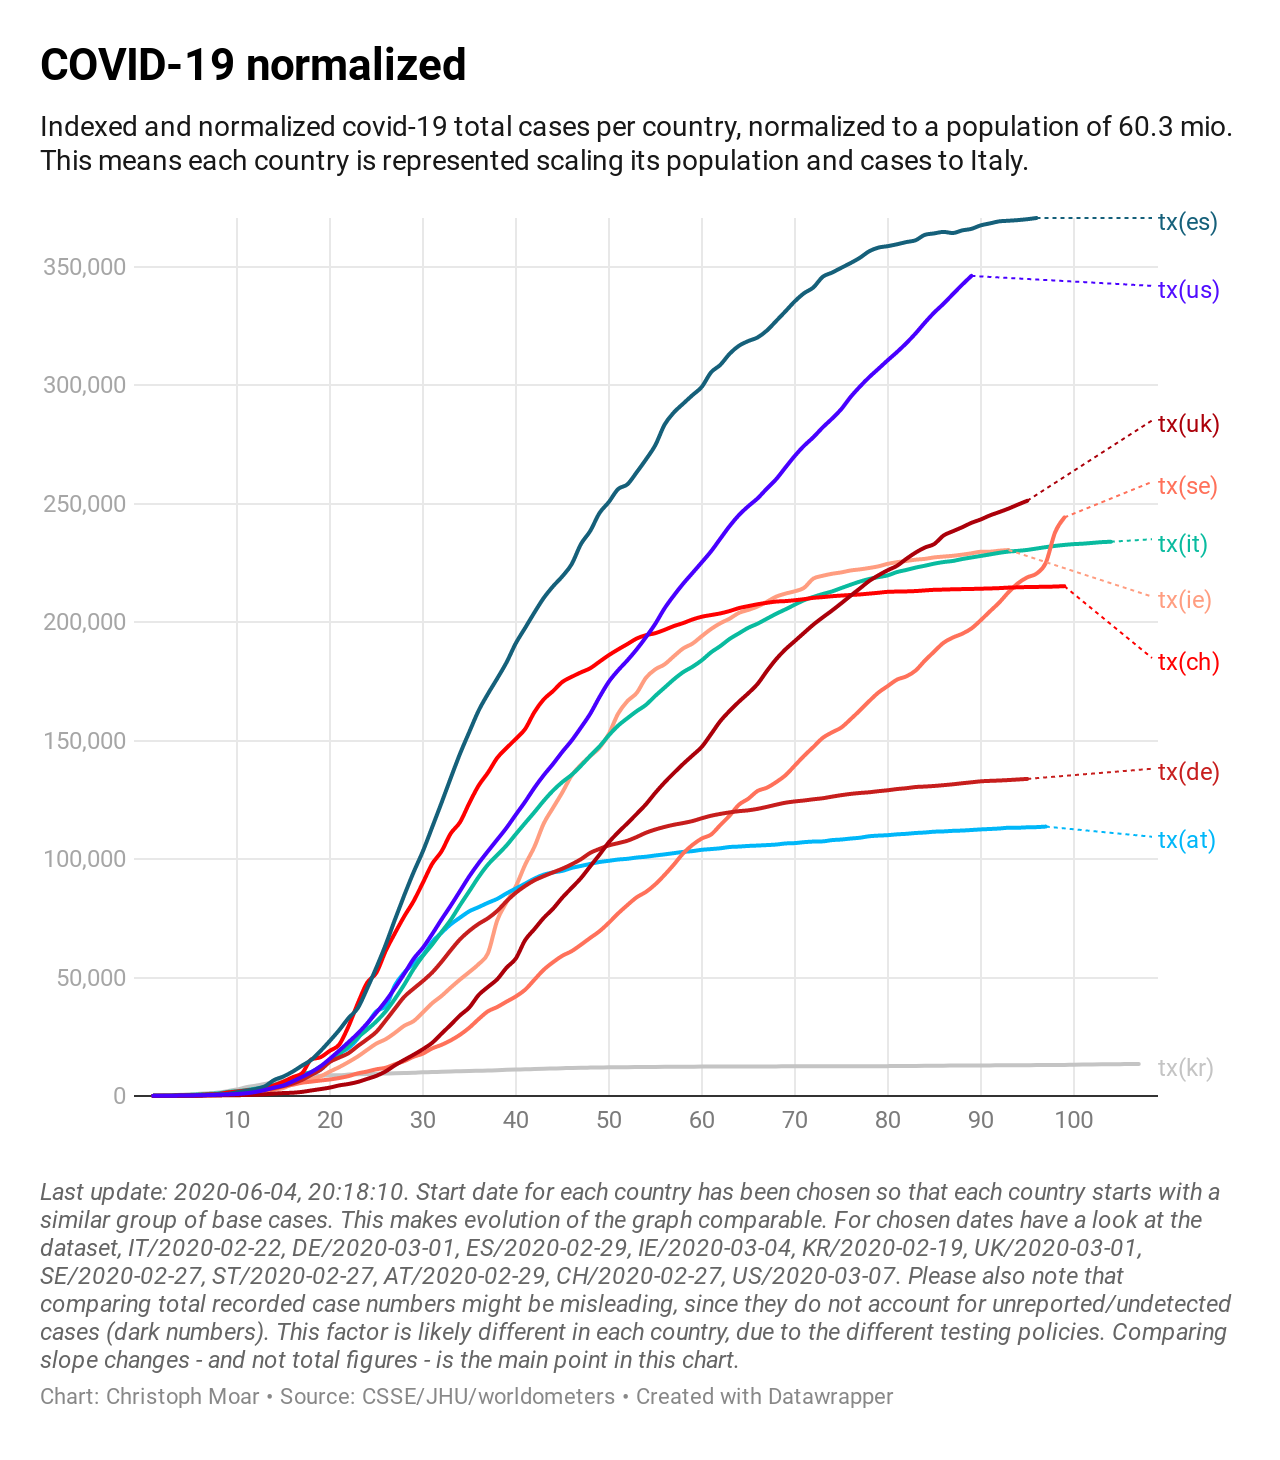 COVID-19 normalized
Indexed and normalized covid-19 total cases per country, normalized to a population of 60.3 mio.
This means each country is represented scaling its population and cases to Italy.
tx(es)
350,000
tx(us)
300,000
tx(uk)
tx(se)
250,000
tx(it)
tx(ie)
200,000
tx(ch)
150,000
tx(de)
tx(at)
100,000
50,000
tx(kr)
0
10 20 30 40 50 60 70 80 90 100
Last update: 2020-06-04, 20:18:10. Start date for each country has been chosen so that each country starts with a
similar group of base cases. This makes evolution of the graph comparable. For chosen dates have a look at the
dataset, IT/2020-02-22, DE/2020-03-01, ES/2020-02-29, IE/2020-03-04, KR/2020-02-19, UK/2020-03-01,
SE/2020-02-27, ST/2020-02-27, AT/2020-02-29, CH/2020-02-27, US/2020-03-07. Please also note that
comparing total recorded case numbers might be misleading, since they do not account for unreported/undetected
cases (dark numbers). This factor is likely different in each country, due to the different testing policies. Comparing
slope changes - and not total figures - is the main point in this chart.
Chart: Christoph Moar • Source: CSSE/JHU/worldometers • Created with Datawrapper